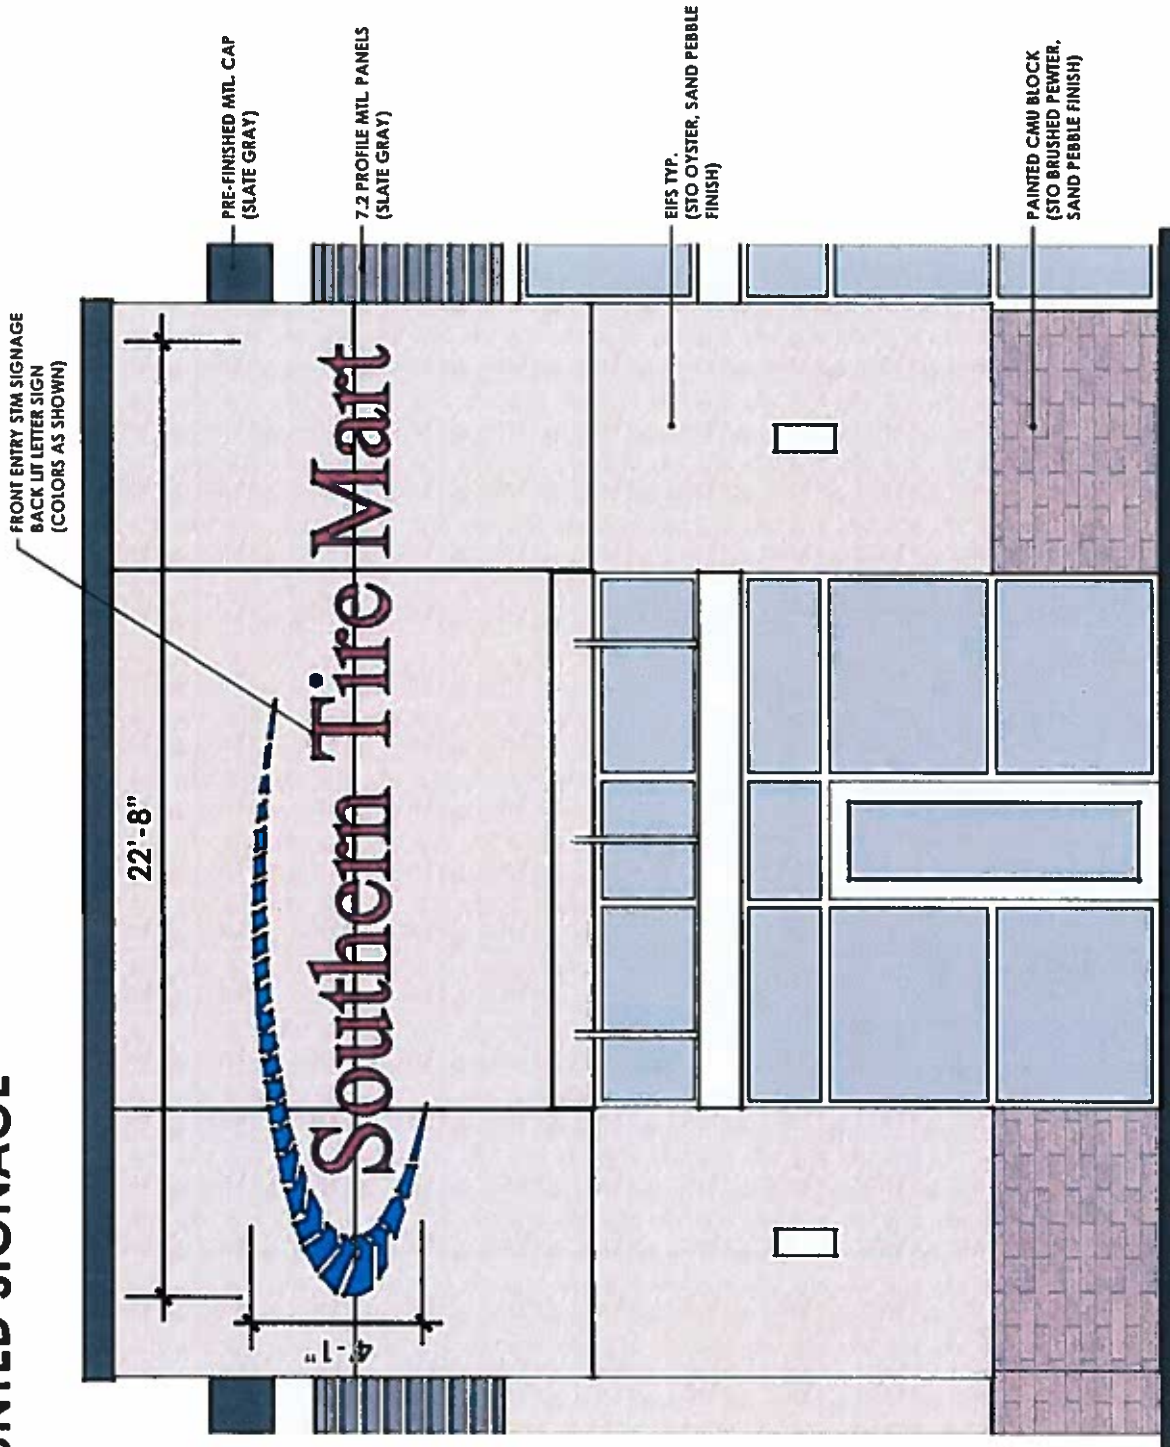 FRONT ENTRY STM SIGNAGE
BACK LIT LETTER SIGN
(COLORS AS SHOWN)
22'-8"
4'-1"
Southern Tire Mart
PRE-FINISHED MTL. CAP
(SLATE GRAY)
7.2 PROFILE MTL. PANELS
(SLATE GRAY)
EIFS TYP.
(STO OYSTER, SAND PEBBLE
FINISH)
PAINTED CMU BLOCK
(STO BRUSHED PEWTER,
SAND PEBBLE FINISH)